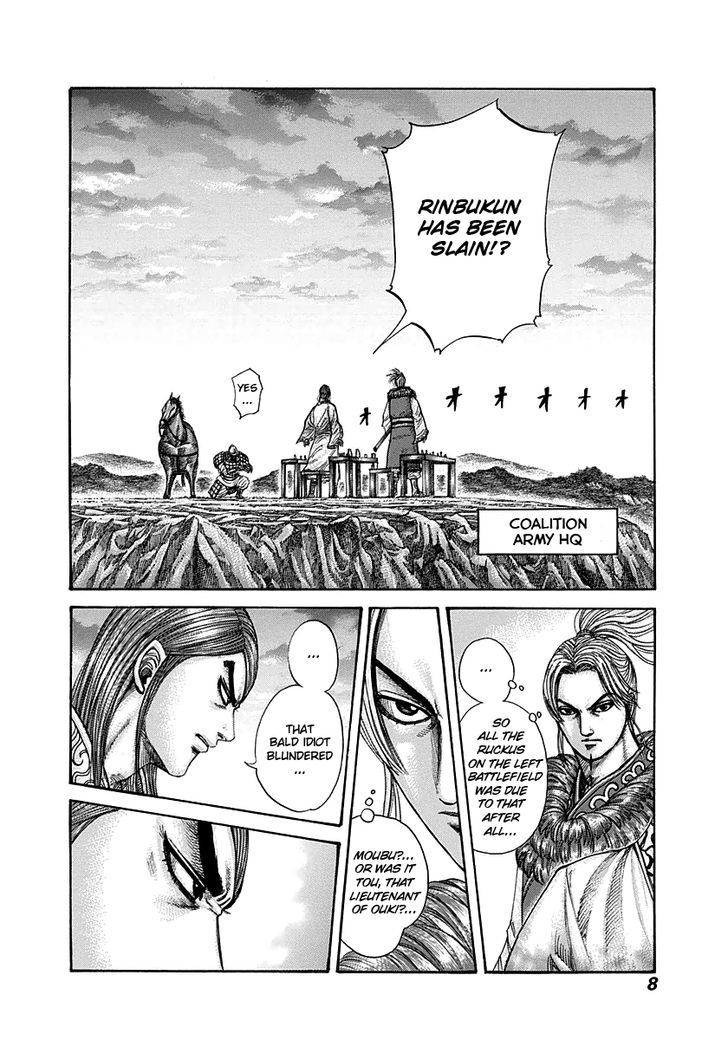 RINBUKUN
HAS BEEN
SLAIN!?
YES
...
COALITION
ARMY HQ
...
SO
ALL THE
RUCKUS
ON THE LEFT
BATTLEFIELD
WAS DUE
TO THAT
AFTER
ALL...
MOUBU?...
OR WAS IT
TOU, THAT
LIEUTENANT
OF OUKI?...
...
THAT
BALD IDIOT
BLUNDERED
...
8